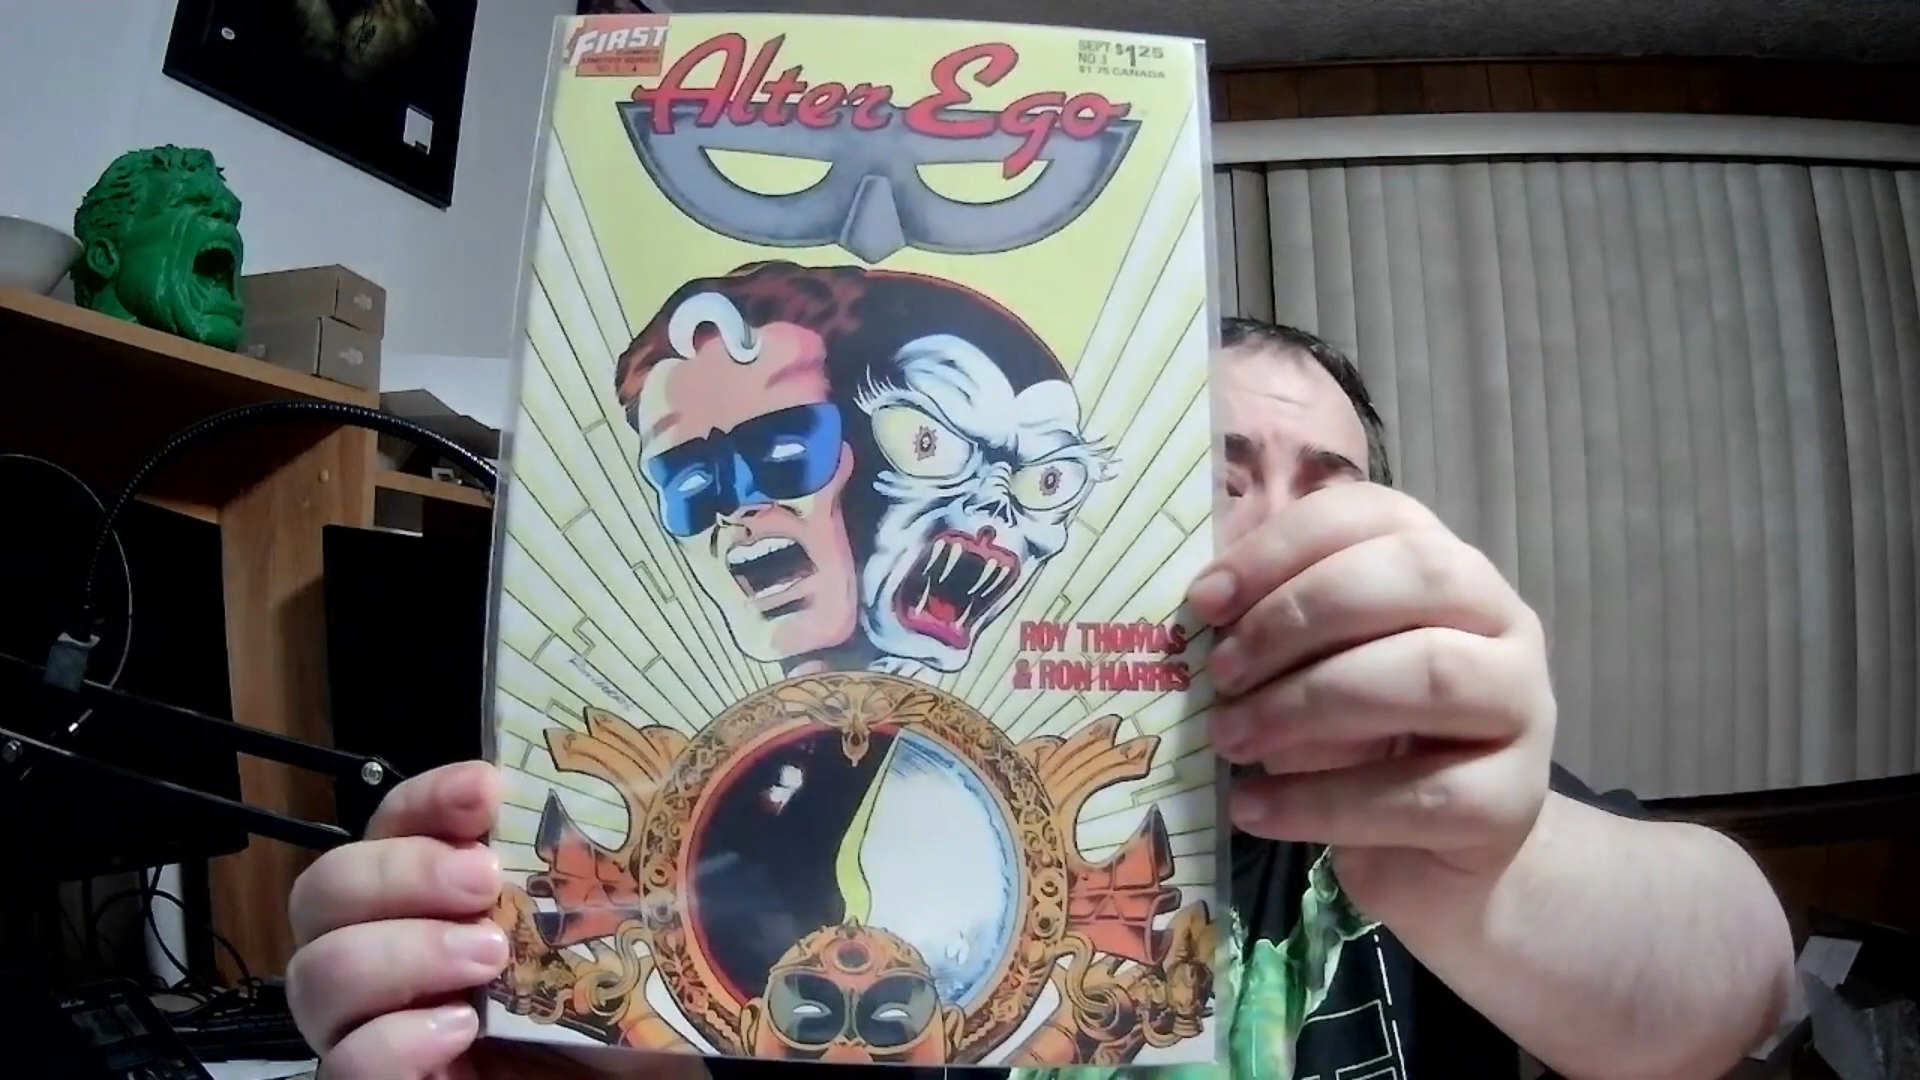 FIRST
Alter Ego
SEPT $1.25
NO 3
$1.75 CANADA
ROY THOMAS
& RON HARRIS